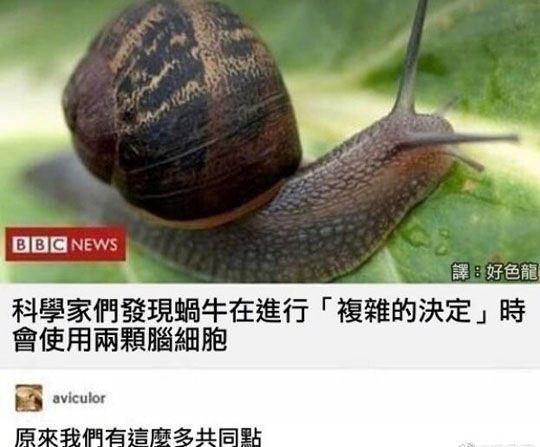 BBC NEWS
譯：好色龍
科學家們發現蝸牛在進行「複雜的決定」時
會使用兩顆腦細胞
aviculor
原來我們有這麼多共同點